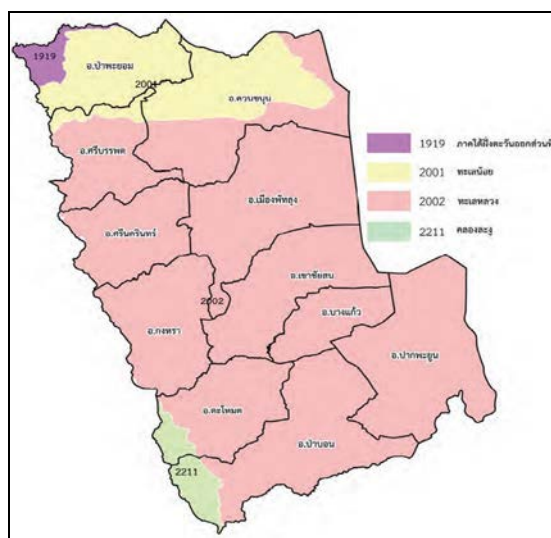 1919
อ.ป่าพะยอม
2001
อ.ควนขนุน
อ.ศรีบรรพต
อ.เมืองพัทลุง
อ.ศรีนครินทร์
อ.เขาชัยสน
2002
อ.บางแก้ว
อ.กงหรา
อ.ปากพะยูน
อ.ตะโหมด
อ.ป่าบอน
2211
1919 ภาคใต้ฝั่งตะวันออกส่วนที่
2001 ทะเลน้อย
2002 ทะเลหลวง
2211 คลองละงู